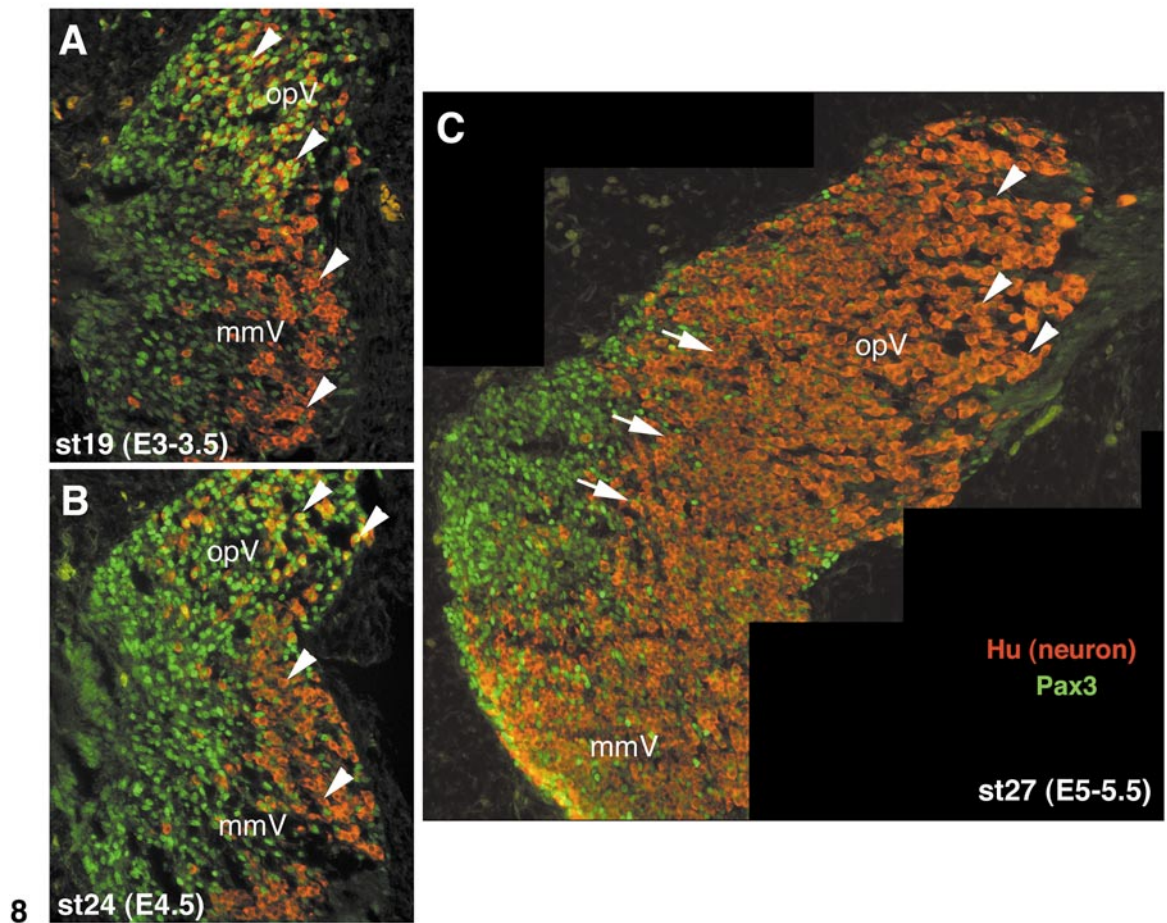 A
opV
mmV
st19 (E3-3.5)
B
opV
mmV
st24 (E4.5)
C
opV
mmV
Hu (neuron)
Pax3
st27 (E5-5.5)
8